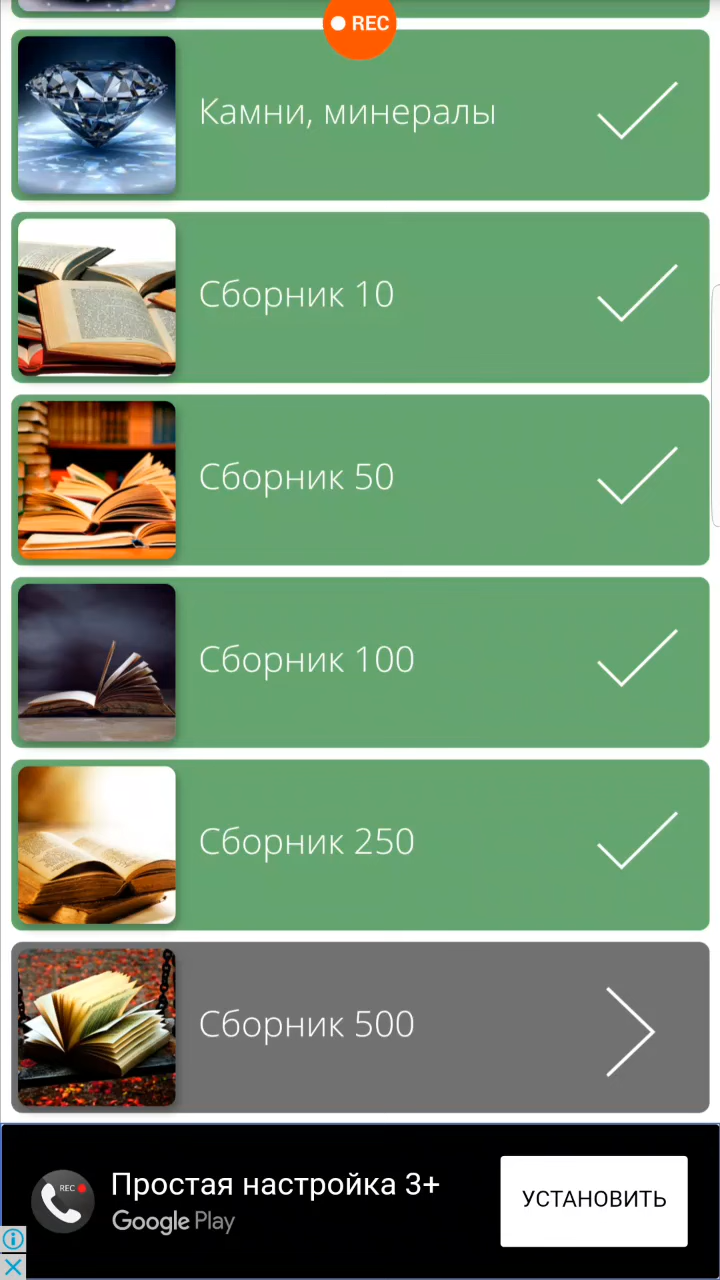 REC
Камни, минералы
Сборник 10
Сборник 50
Сборник 100
Сборник 250
Сборник 500
REC
Простая настройка 3+
Google Play
УСТАНОВИТЬ